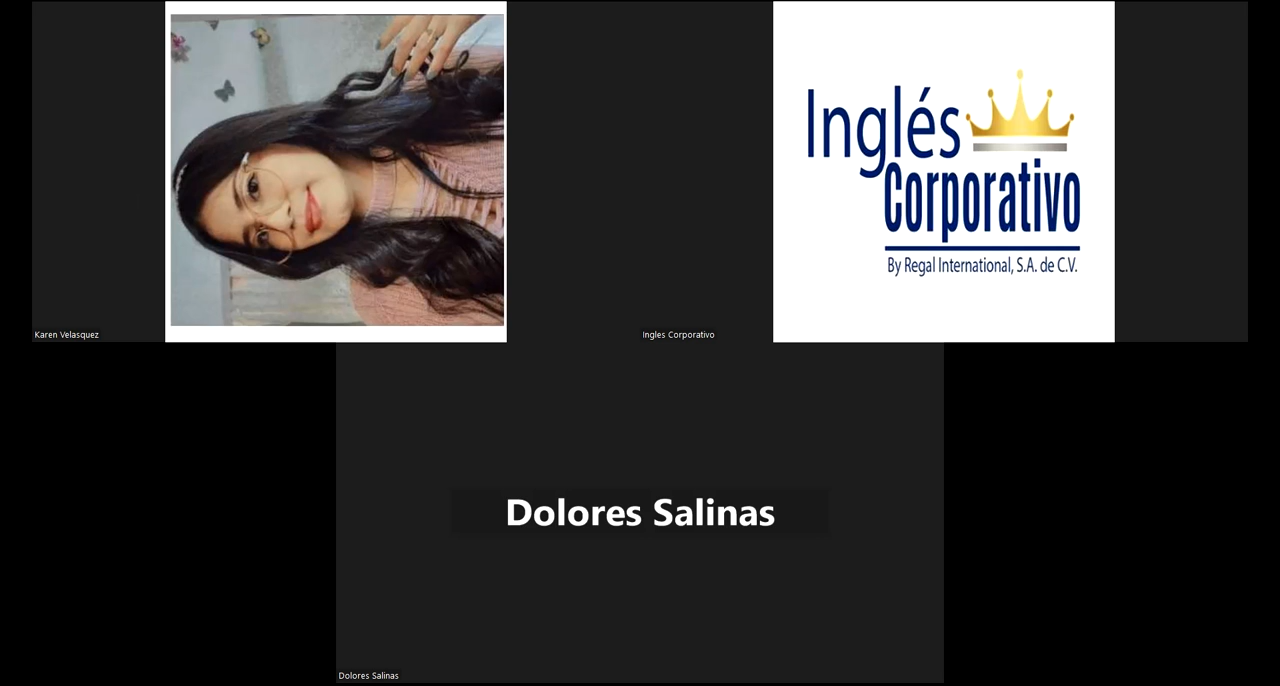 Inglés
Corporativo
By Regal International, S.A. de C.V.
Karen Velasquez
Ingles Corporativo
Dolores Salinas
Dolores Salinas